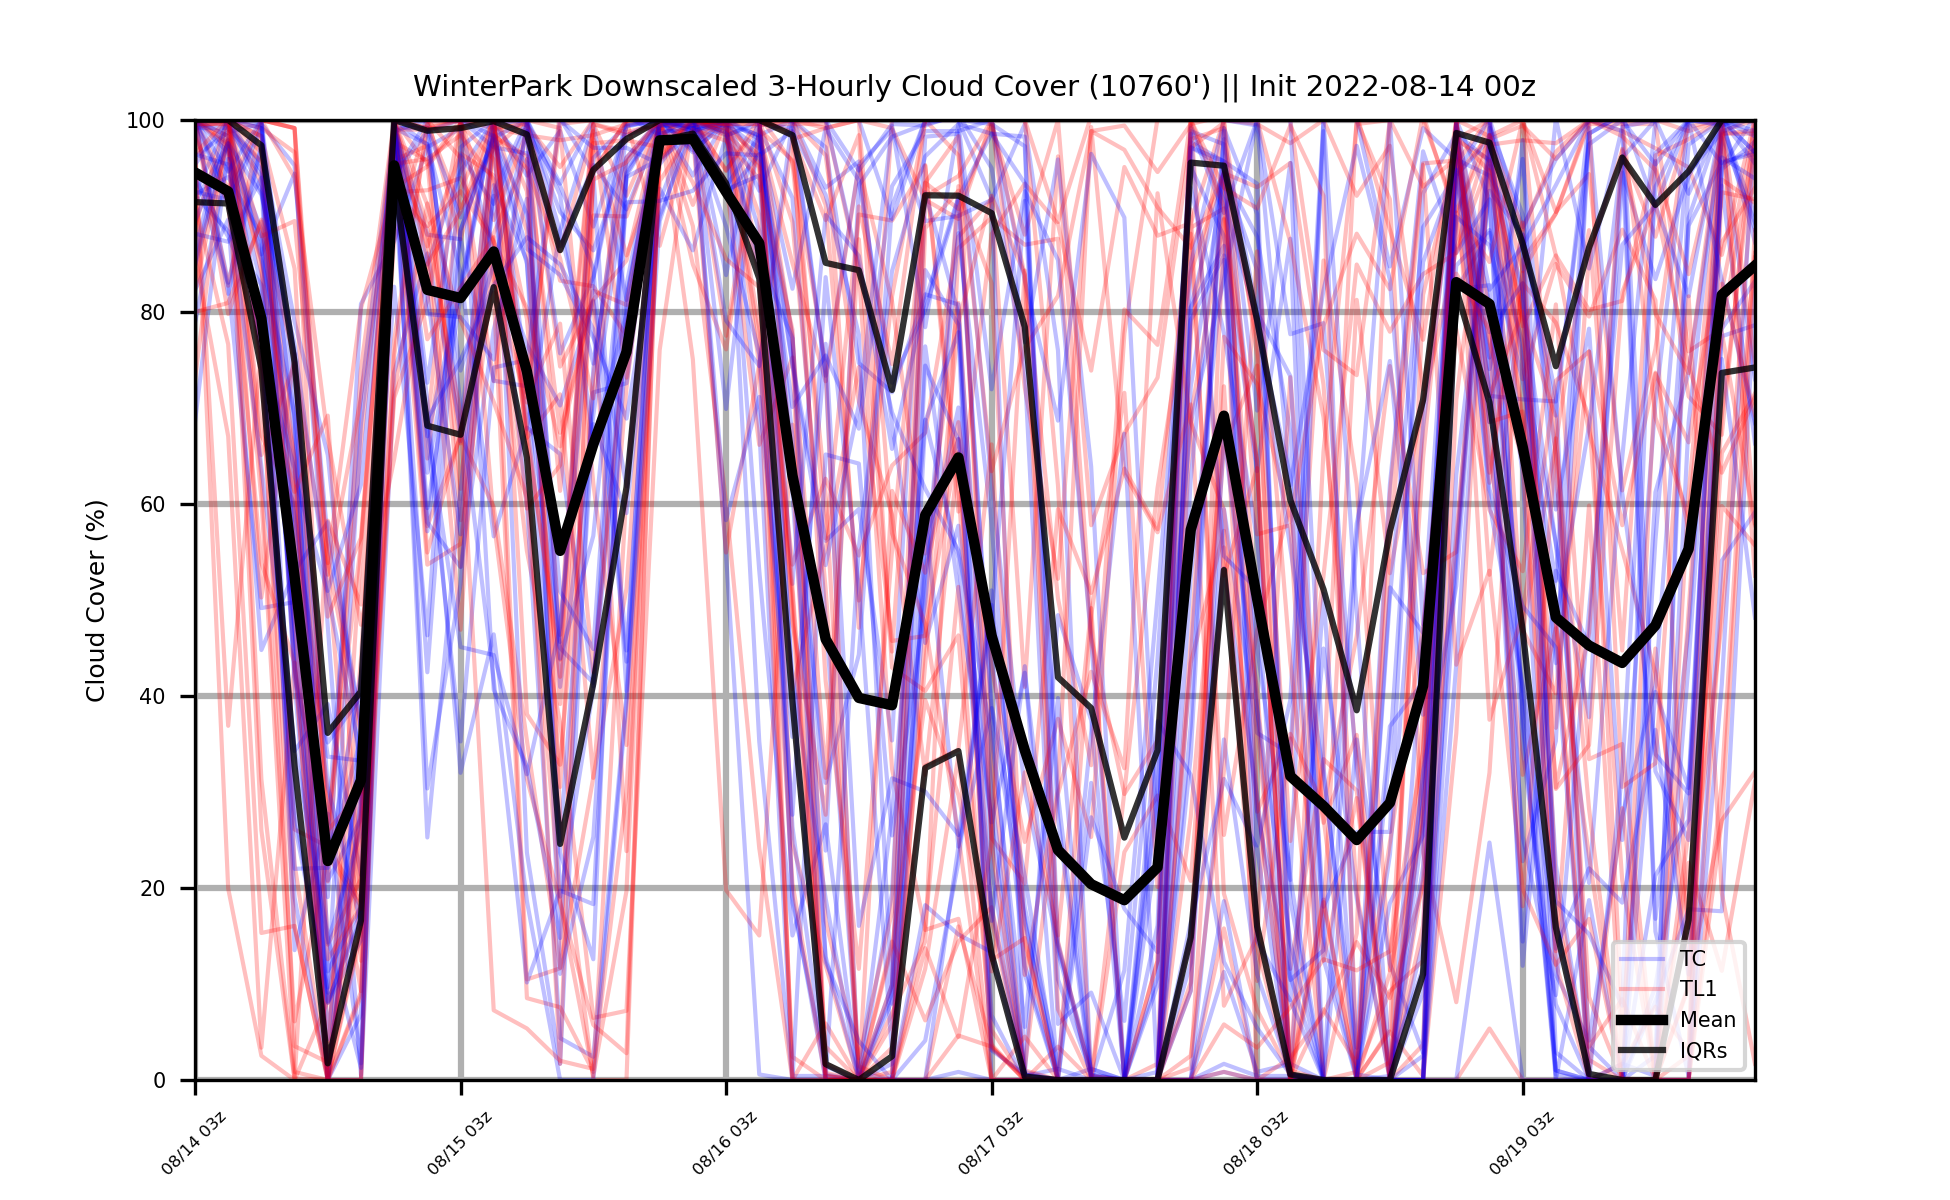 WinterPark Downscaled 3-Hourly Cloud Cover (10760') || Init 2022-08-14 00z
Cloud Cover (%)
100
80
60
40
20
0
TC
TL1
Mean
IQRs
08/14 03z
08/15 03z
08/16 03z
08/17 03z
08/18 03z
08/19 03z